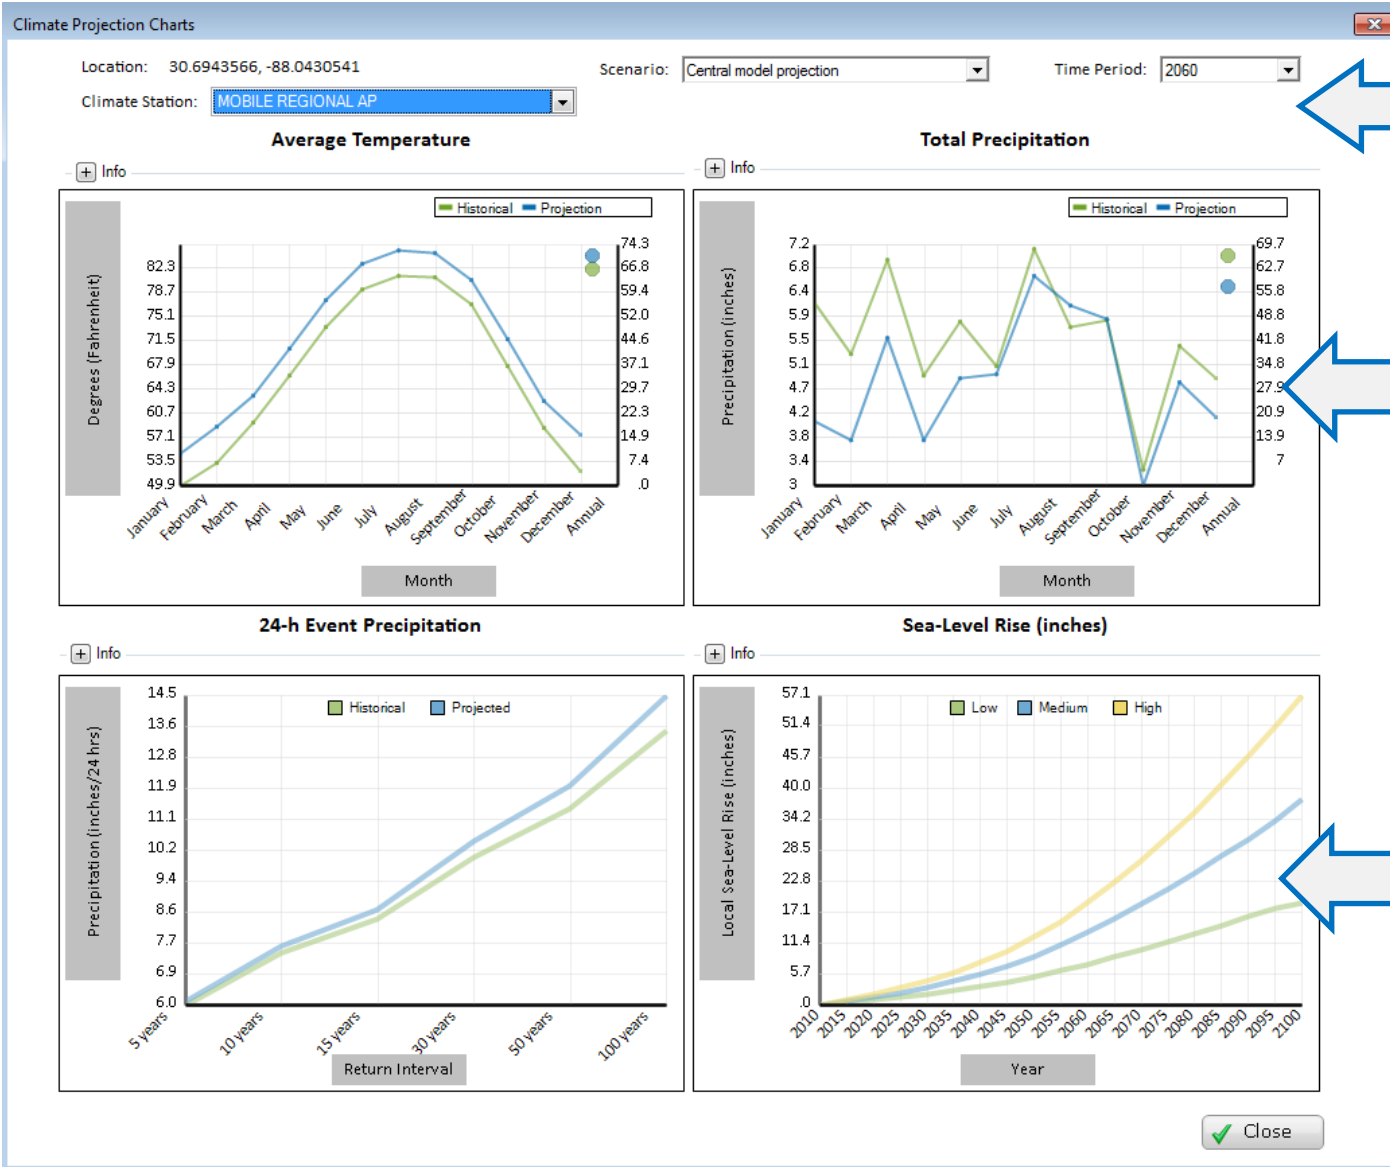 Climate Projection Charts
Location: 30.6943566, -88.0430541
Scenario: Central model projection
Time Period: 2060
Climate Station: MOBILE REGIONAL AP
Average Temperature
+ Info
Historical Projection
Degrees (Fahrenheit)
82.3
78.7
75.1
71.5
67.9
64.3
60.7
57.1
53.5
49.9
74.3
66.8
59.4
52.0
44.6
37.1
29.7
22.3
14.9
7.4
.0
January
February
March
April
May
June
July
August
September
October
November
December
Annual
Month
Total Precipitation
+ Info
Historical Projection
Precipitation (inches)
7.2
6.8
6.4
5.9
5.5
5.1
4.7
4.2
3.8
3.4
3
69.7
62.7
55.8
48.8
41.8
34.8
27.9
20.9
13.9
7
January
February
March
April
May
June
July
August
September
October
November
December
Annual
Month
24-h Event Precipitation
+ Info
Historical Projected
Precipitation (inches/24 hrs)
14.5
13.6
12.8
11.9
11.1
10.2
9.4
8.6
7.7
6.9
6.0
5 years
10 years
15 years
30 years
50 years
100 years
Return Interval
Sea-Level Rise (inches)
+ Info
Low Medium High
Local Sea-Level Rise (inches)
57.1
51.4
45.7
40.0
34.2
28.5
22.8
17.1
11.4
5.7
.0
2010
2015
2020
2025
2030
2035
2040
2045
2050
2055
2060
2065
2070
2075
2080
2085
2090
2095
2100
Year
Close